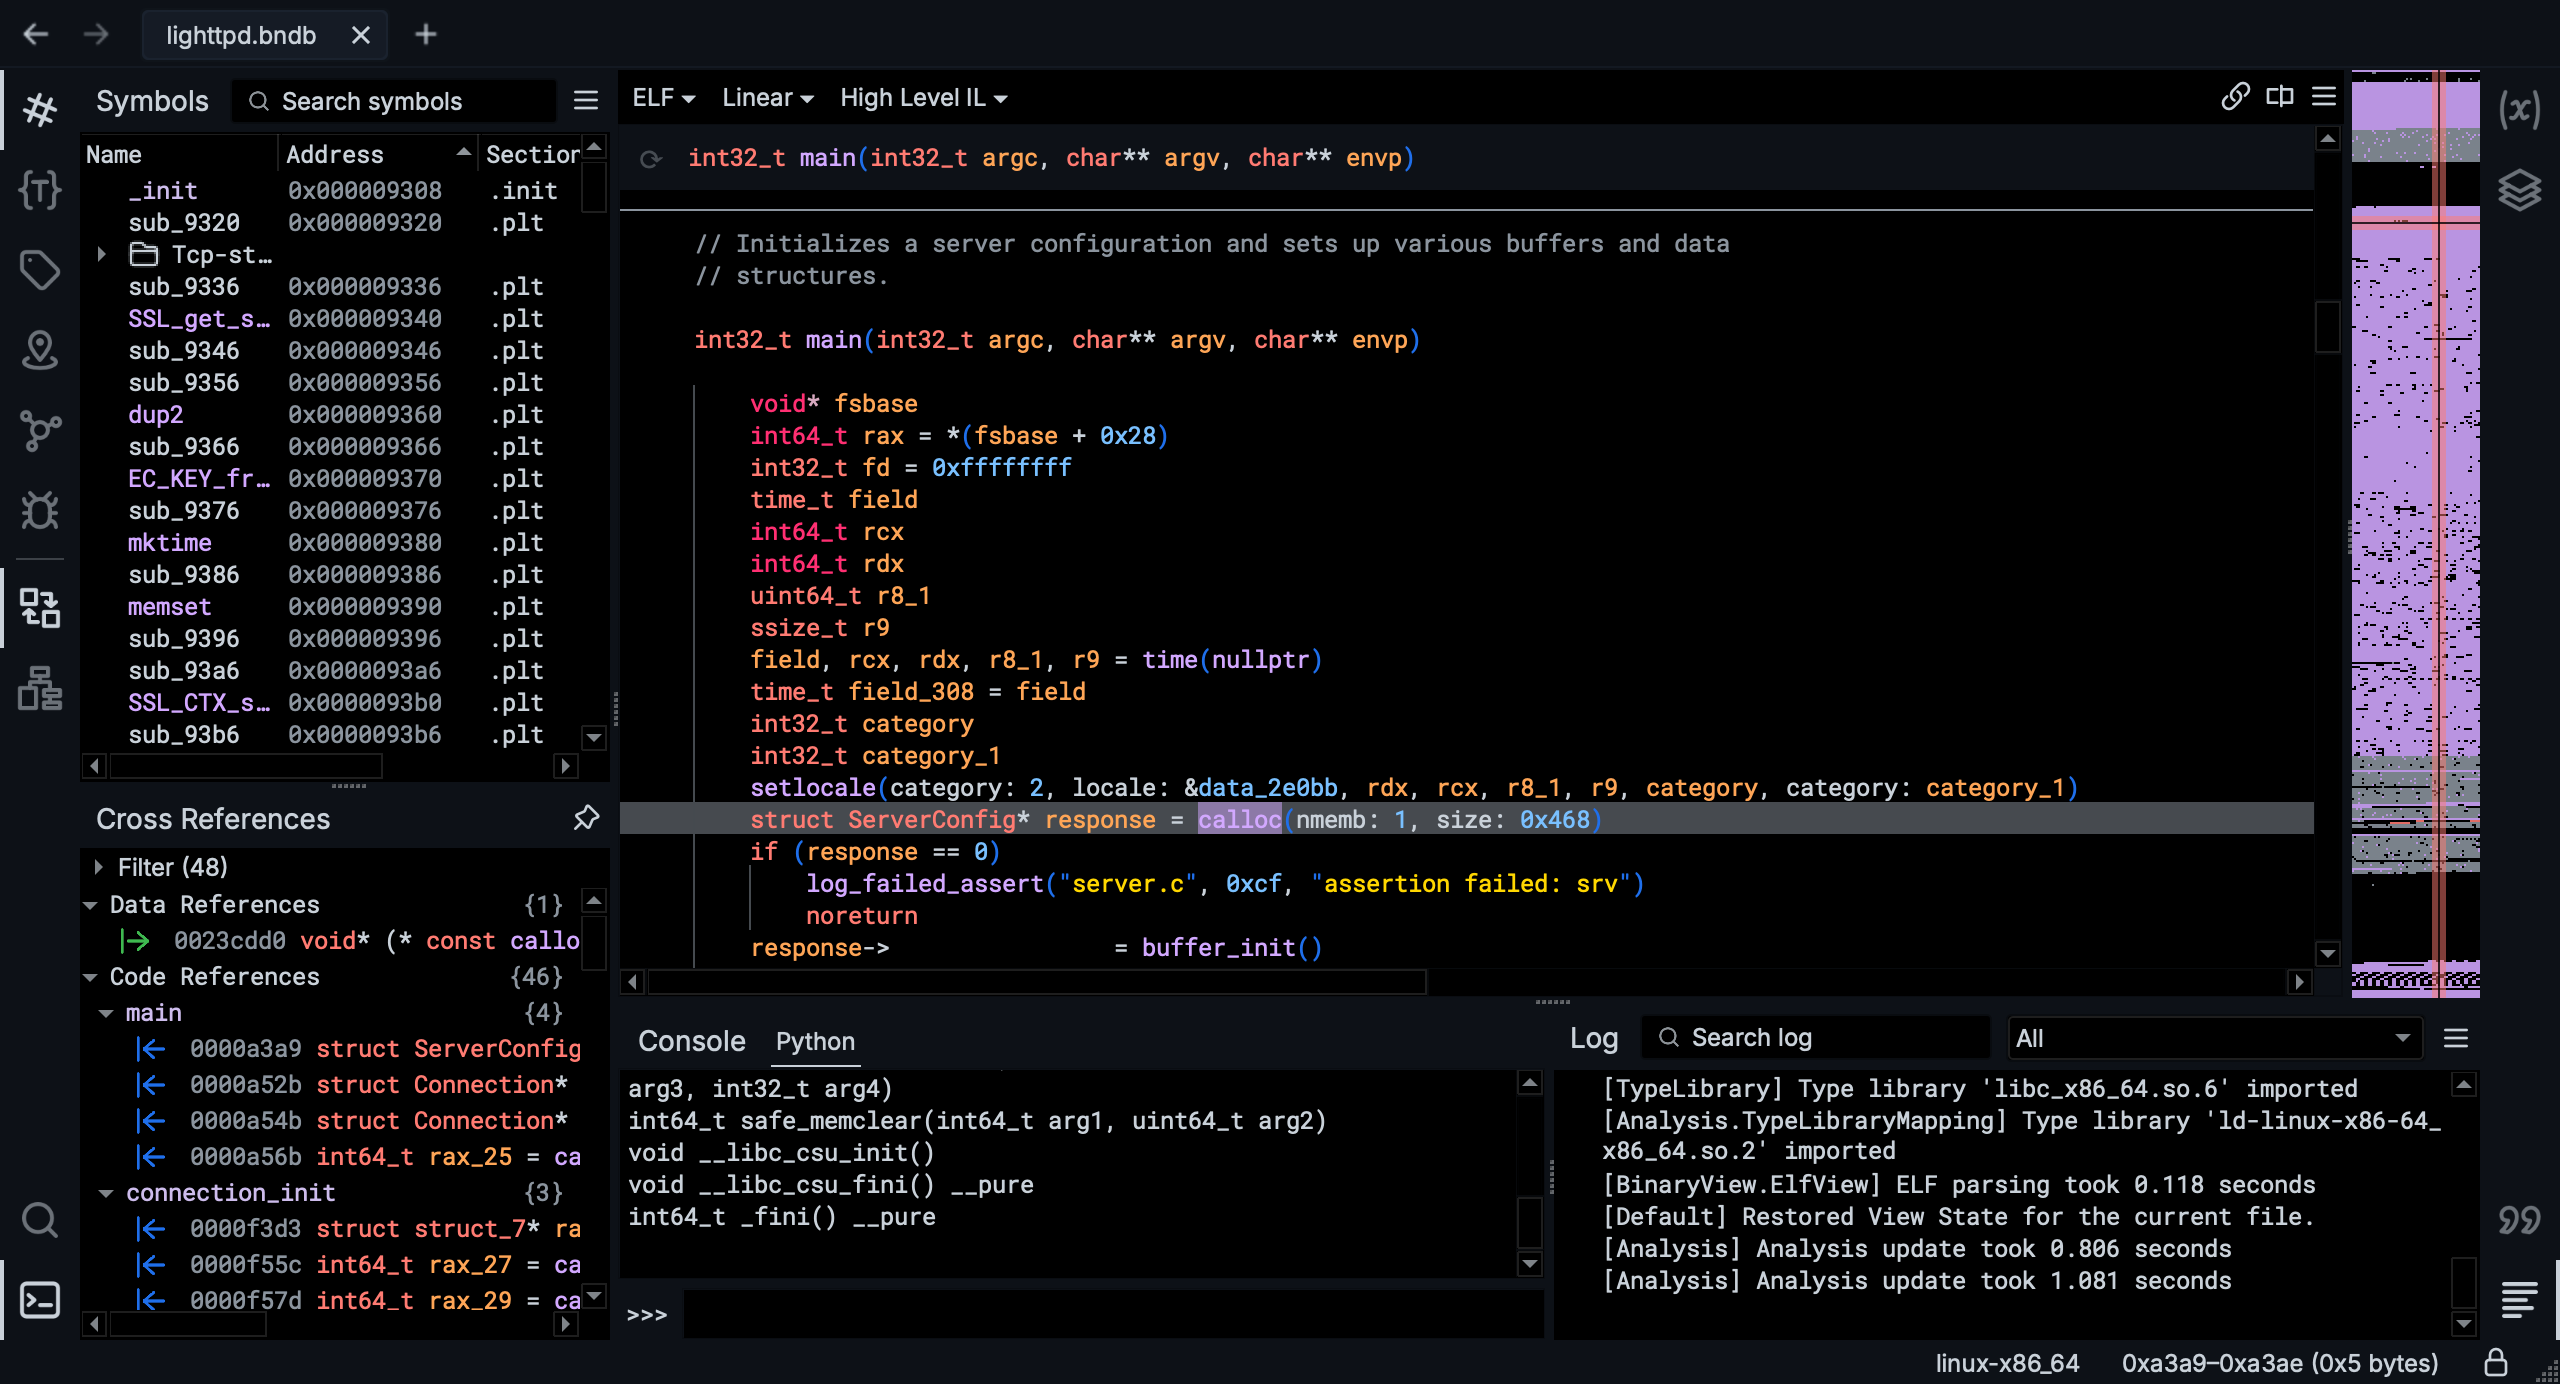 lighttpd.bndb
Symbols
Search symbols
Name Address Section
_init 0x000009308 .init
sub_9320 0x000009320 .plt
Tcp-st…
sub_9336 0x000009336 .plt
SSL_get_s… 0x000009340 .plt
sub_9346 0x000009346 .plt
sub_9356 0x000009356 .plt
dup2 0x000009360 .plt
sub_9366 0x000009366 .plt
EC_KEY_fr… 0x000009370 .plt
sub_9376 0x000009376 .plt
mktime 0x000009380 .plt
sub_9386 0x000009386 .plt
memset 0x000009390 .plt
sub_9396 0x000009396 .plt
sub_93a6 0x0000093a6 .plt
SSL_CTX_s… 0x0000093b0 .plt
sub_93b6 0x0000093b6 .plt
Cross References
Filter (48)
Data References {1}
0023cdd0 void* (* const callo
Code References {46}
main {4}
0000a3a9 struct ServerConfig
0000a52b struct Connection*
0000a54b struct Connection*
0000a56b int64_t rax_25 = ca
connection_init {3}
0000f3d3 struct struct_7* ra
0000f55c int64_t rax_27 = ca
0000f57d int64_t rax_29 = ca
ELF Linear High Level IL
int32_t main(int32_t argc, char** argv, char** envp)
// Initializes a server configuration and sets up various buffers and data
// structures.
int32_t main(int32_t argc, char** argv, char** envp)
void* fsbase
int64_t rax = *(fsbase + 0x28)
int32_t fd = 0xffffffff
time_t field
int64_t rcx
int64_t rdx
uint64_t r8_1
ssize_t r9
field, rcx, rdx, r8_1, r9 = time(nullptr)
time_t field_308 = field
int32_t category
int32_t category_1
setlocale(category: 2, locale: &data_2e0bb, rdx, rcx, r8_1, r9, category, category: category_1)
struct ServerConfig* response = calloc(nmemb: 1, size: 0x468)
if (response == 0)
log_failed_assert("server.c", 0xcf, "assertion failed: srv")
noreturn
response-> = buffer_init()
Console Python
arg3, int32_t arg4)
int64_t safe_memclear(int64_t arg1, uint64_t arg2)
void __libc_csu_init()
void __libc_csu_fini() __pure
int64_t _fini() __pure
>>>
Log
Search log
All
[TypeLibrary] Type library 'libc_x86_64.so.6' imported
[Analysis.TypeLibraryMapping] Type library 'ld-linux-x86-64_
x86_64.so.2' imported
[BinaryView.ElfView] ELF parsing took 0.118 seconds
[Default] Restored View State for the current file.
[Analysis] Analysis update took 0.806 seconds
[Analysis] Analysis update took 1.081 seconds
linux-x86_64 0xa3a9–0xa3ae (0x5 bytes)